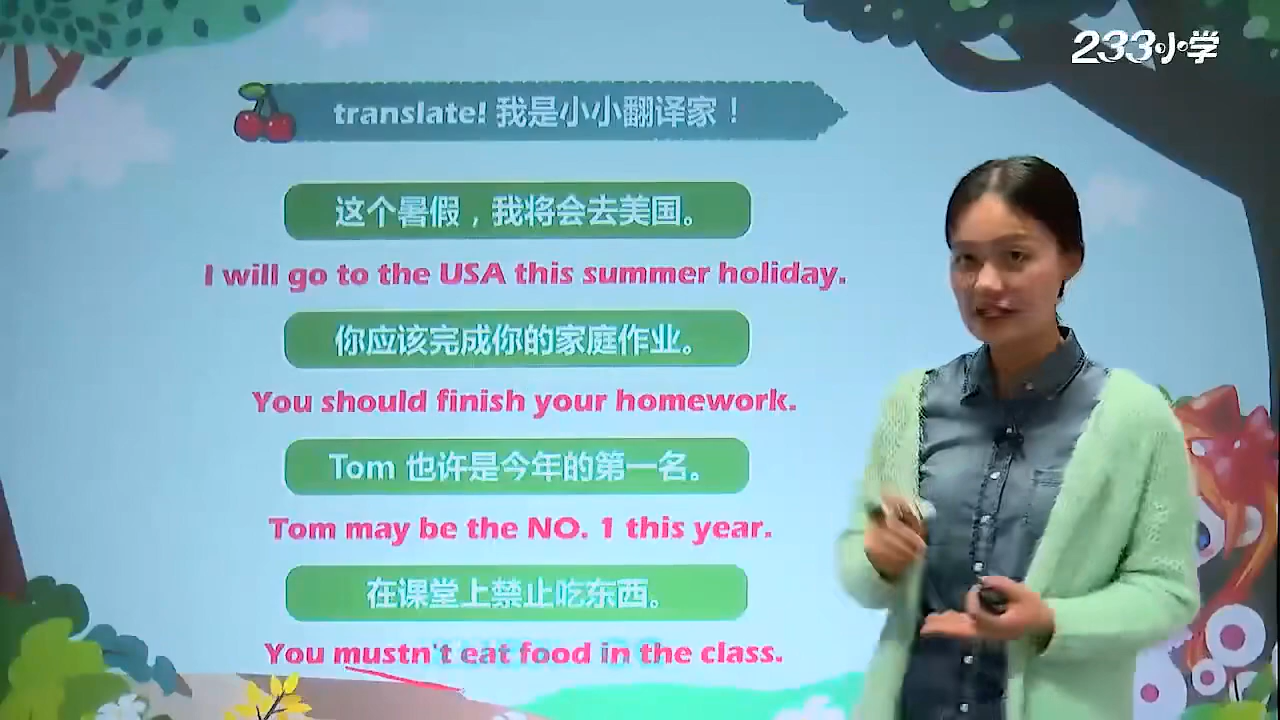 233小学
translate! 我是小小翻译家！
这个暑假，我将会去美国。
I will go to the USA this summer holiday.
你应该完成你的家庭作业。
You should finish your homework.
Tom 也许是今年的第一名。
Tom may be the NO. 1 this year.
在课堂上禁止吃东西。
You mustn't eat food in the class.